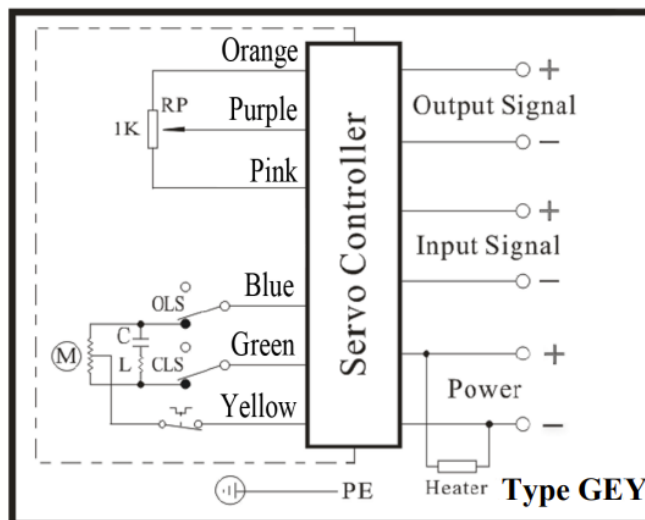 Orange
RP
Purple
1K
Pink
Servo Controller
+
Output Signal
−
+
Input Signal
−
OLS
Blue
C
M
L
CLS
Green
Yellow
+
Power
−
PE
Heater
Type GEY